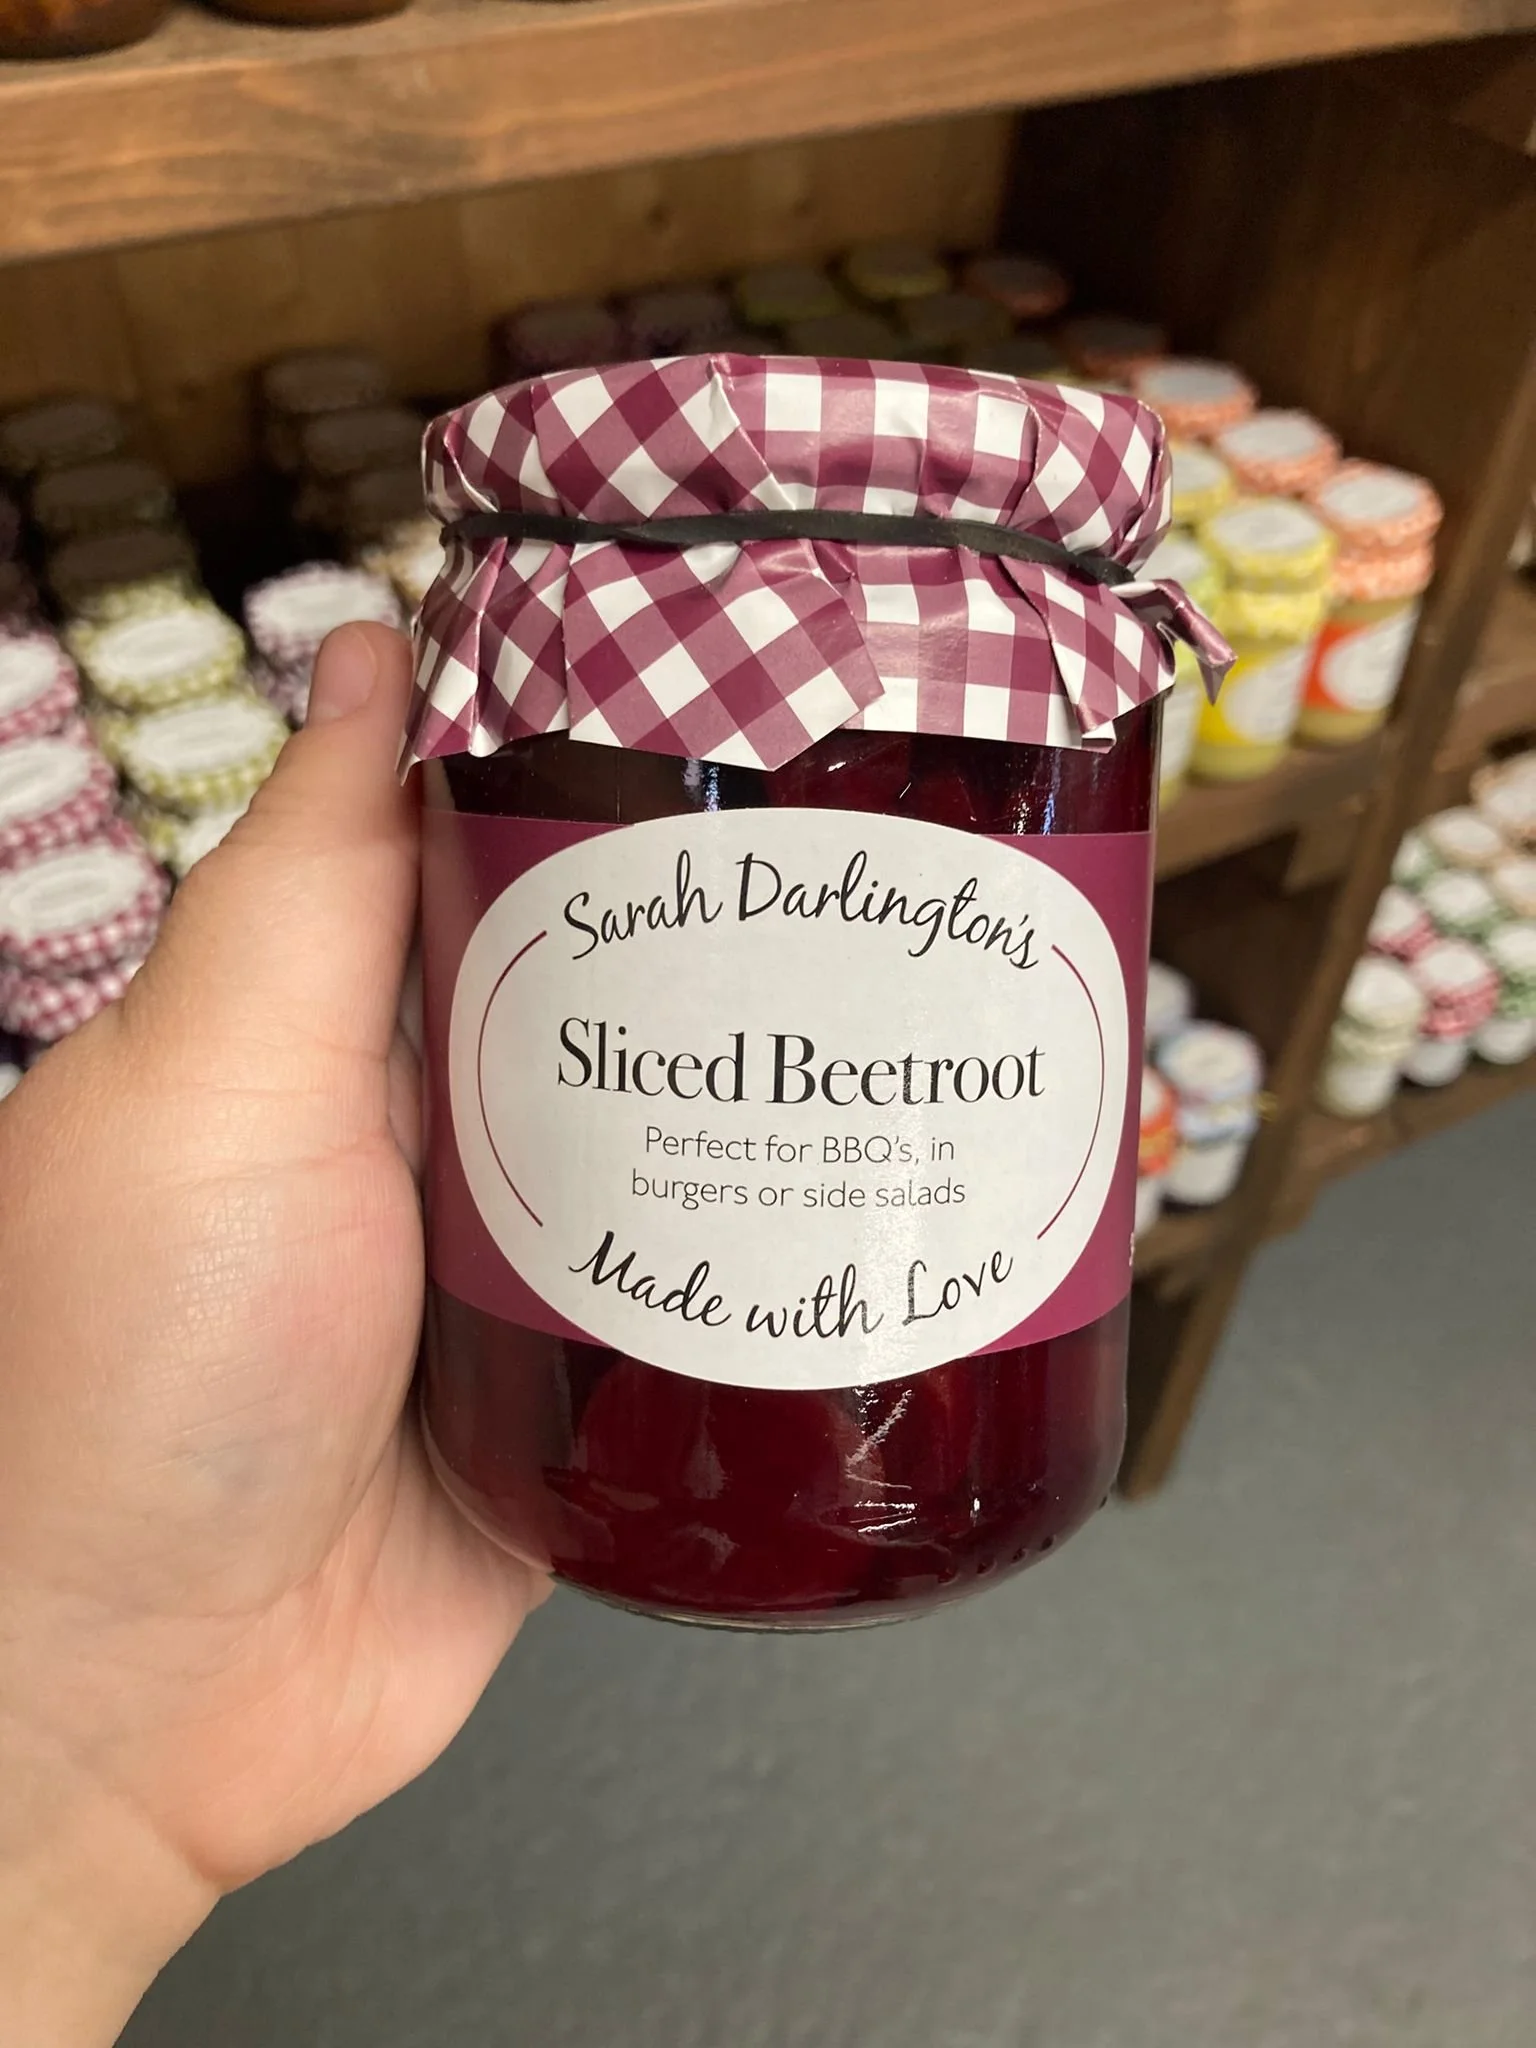 Sarah Darlington's
Sliced Beetroot
Perfect for BBQ's, in
burgers or side salads
Made with Love